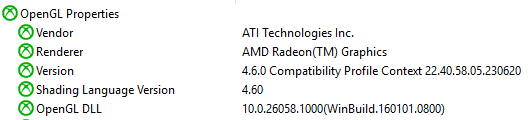 OpenGL Properties
Vendor ATI Technologies Inc.
Renderer AMD Radeon(TM) Graphics
Version 4.6.0 Compatibility Profile Context 22.40.58.05.230620
Shading Language Version 4.60
OpenGL DLL 10.0.26058.1000(WinBuild.160101.0800)